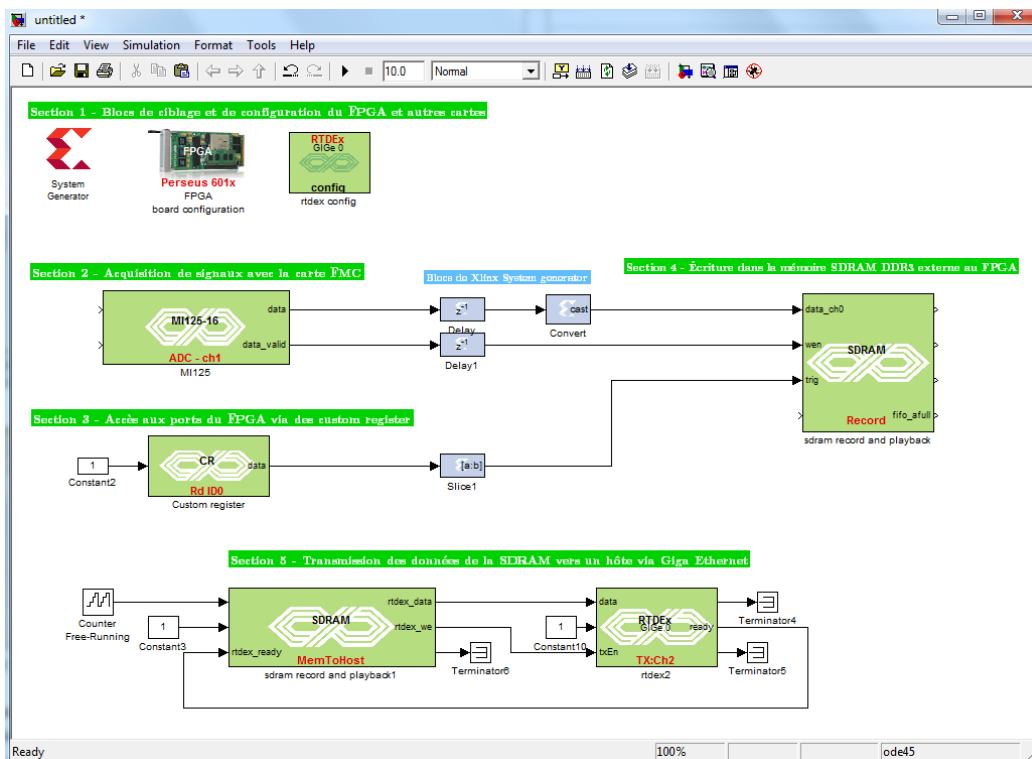 untitled *
File Edit View Simulation Format Tools Help
10.0 Normal
Section 1 - Blocs de ciblage et de configuration du FPGA et autres cartes
System
Generator
FPGA
Perseus 601x
FPGA
board configuration
RTDEx
GIGe 0
config
rtdex config
Section 2 - Acquisition de signaux avec la carte FMC
Blocs de Xlinx System generator
Section 4 - Écriture dans la mémoire SDRAM DDR3 externe au FPGA
data
MI125-16
data_valid
ADC - ch1
MI125
z-1
Delay
z-1
Delay1
cast
Convert
data_ch0
wen
SDRAM
trig
Record
fifo_afull
sdram record and playback
Section 3 - Accès aux ports du FPGA via des custom register
1
Constant2
CR
data
Rd ID0
Custom register
[a:b]
Slice1
Section 5 - Transmission des données de la SDRAM vers un hôte via Giga Ethernet
Counter
Free-Running
1
Constant3
rtdex_data
SDRAM
rtdex_we
rtdex_ready
MemToHost
sdram record and playback1
Terminator6
1
Constant10
data
RTDEx
GIGe 0
ready
txEn
TX:Ch2
rtdex2
Terminator4
Terminator5
Ready 100% ode45